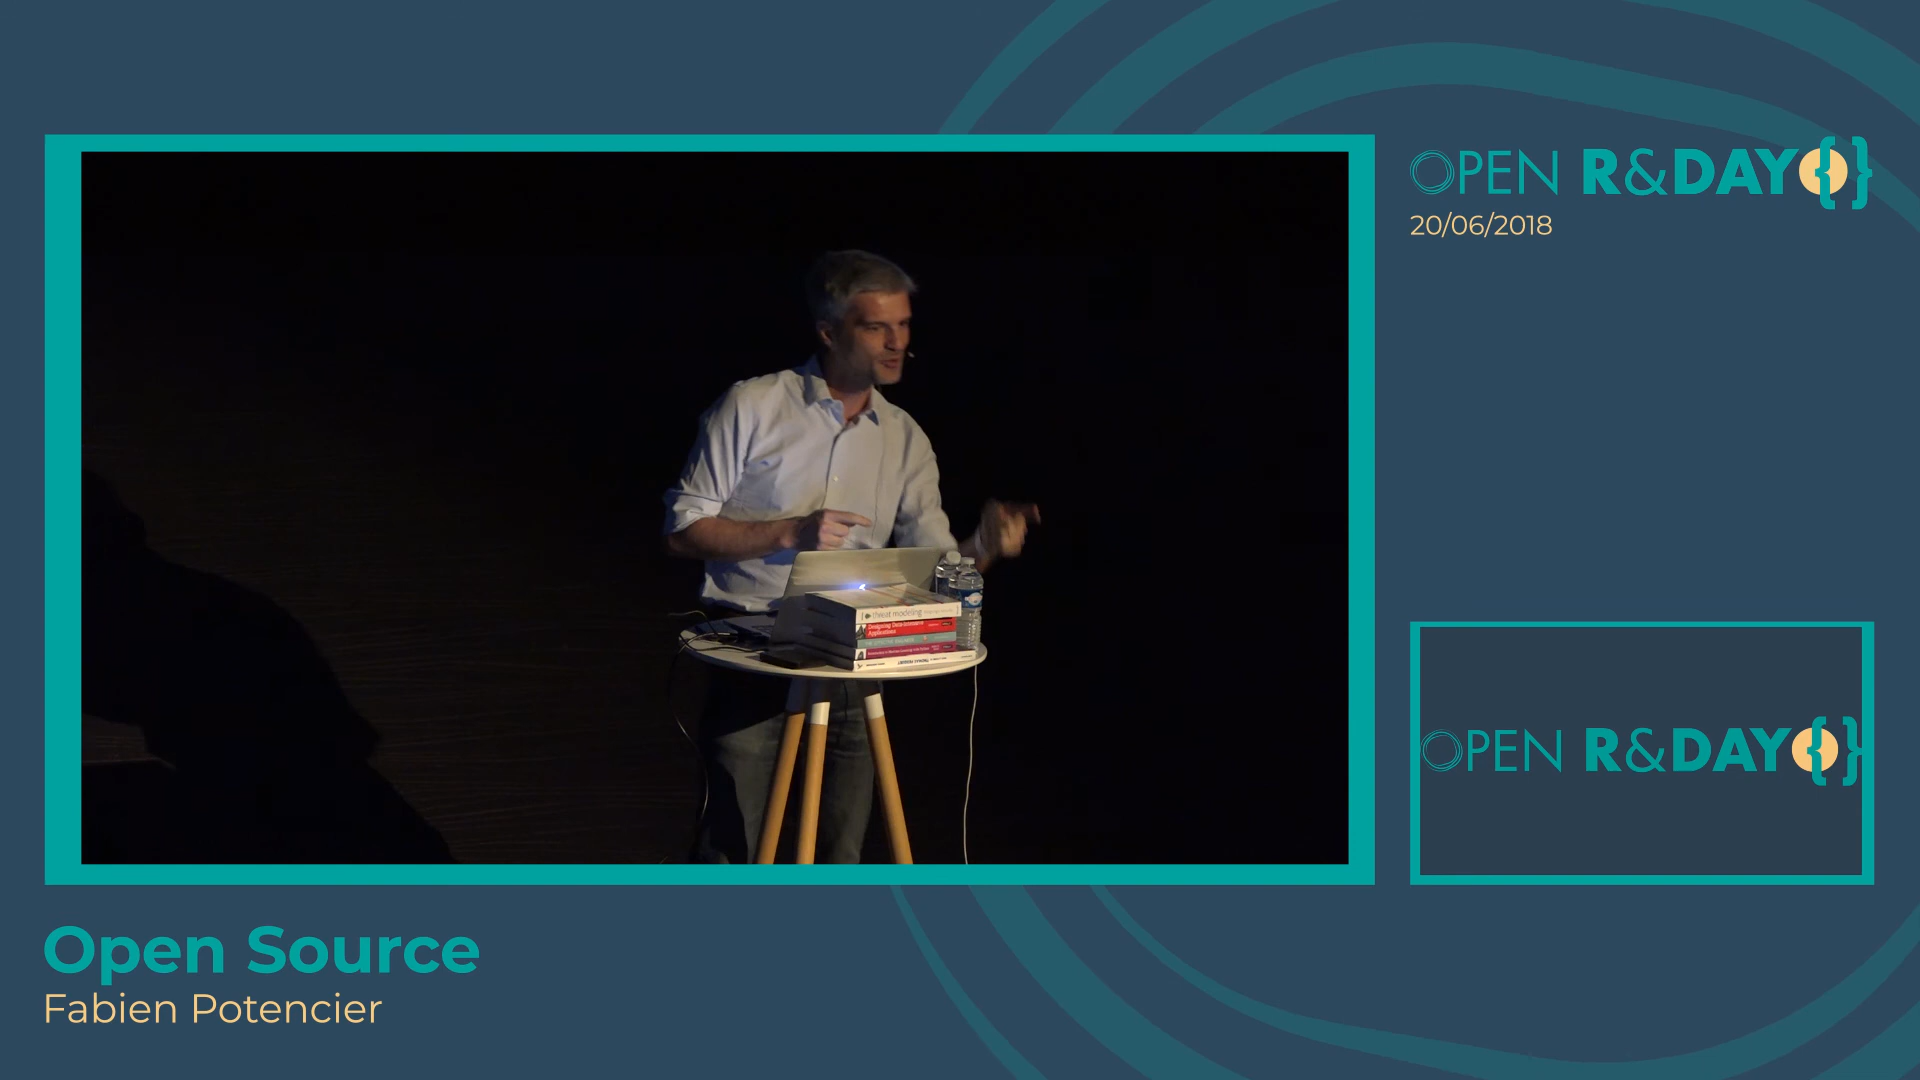 OPEN R&DAY{}
20/06/2018
threat modeling
Designing Data-Intensive
Applications
OPEN R&DAY{}
Open Source
Fabien Potencier